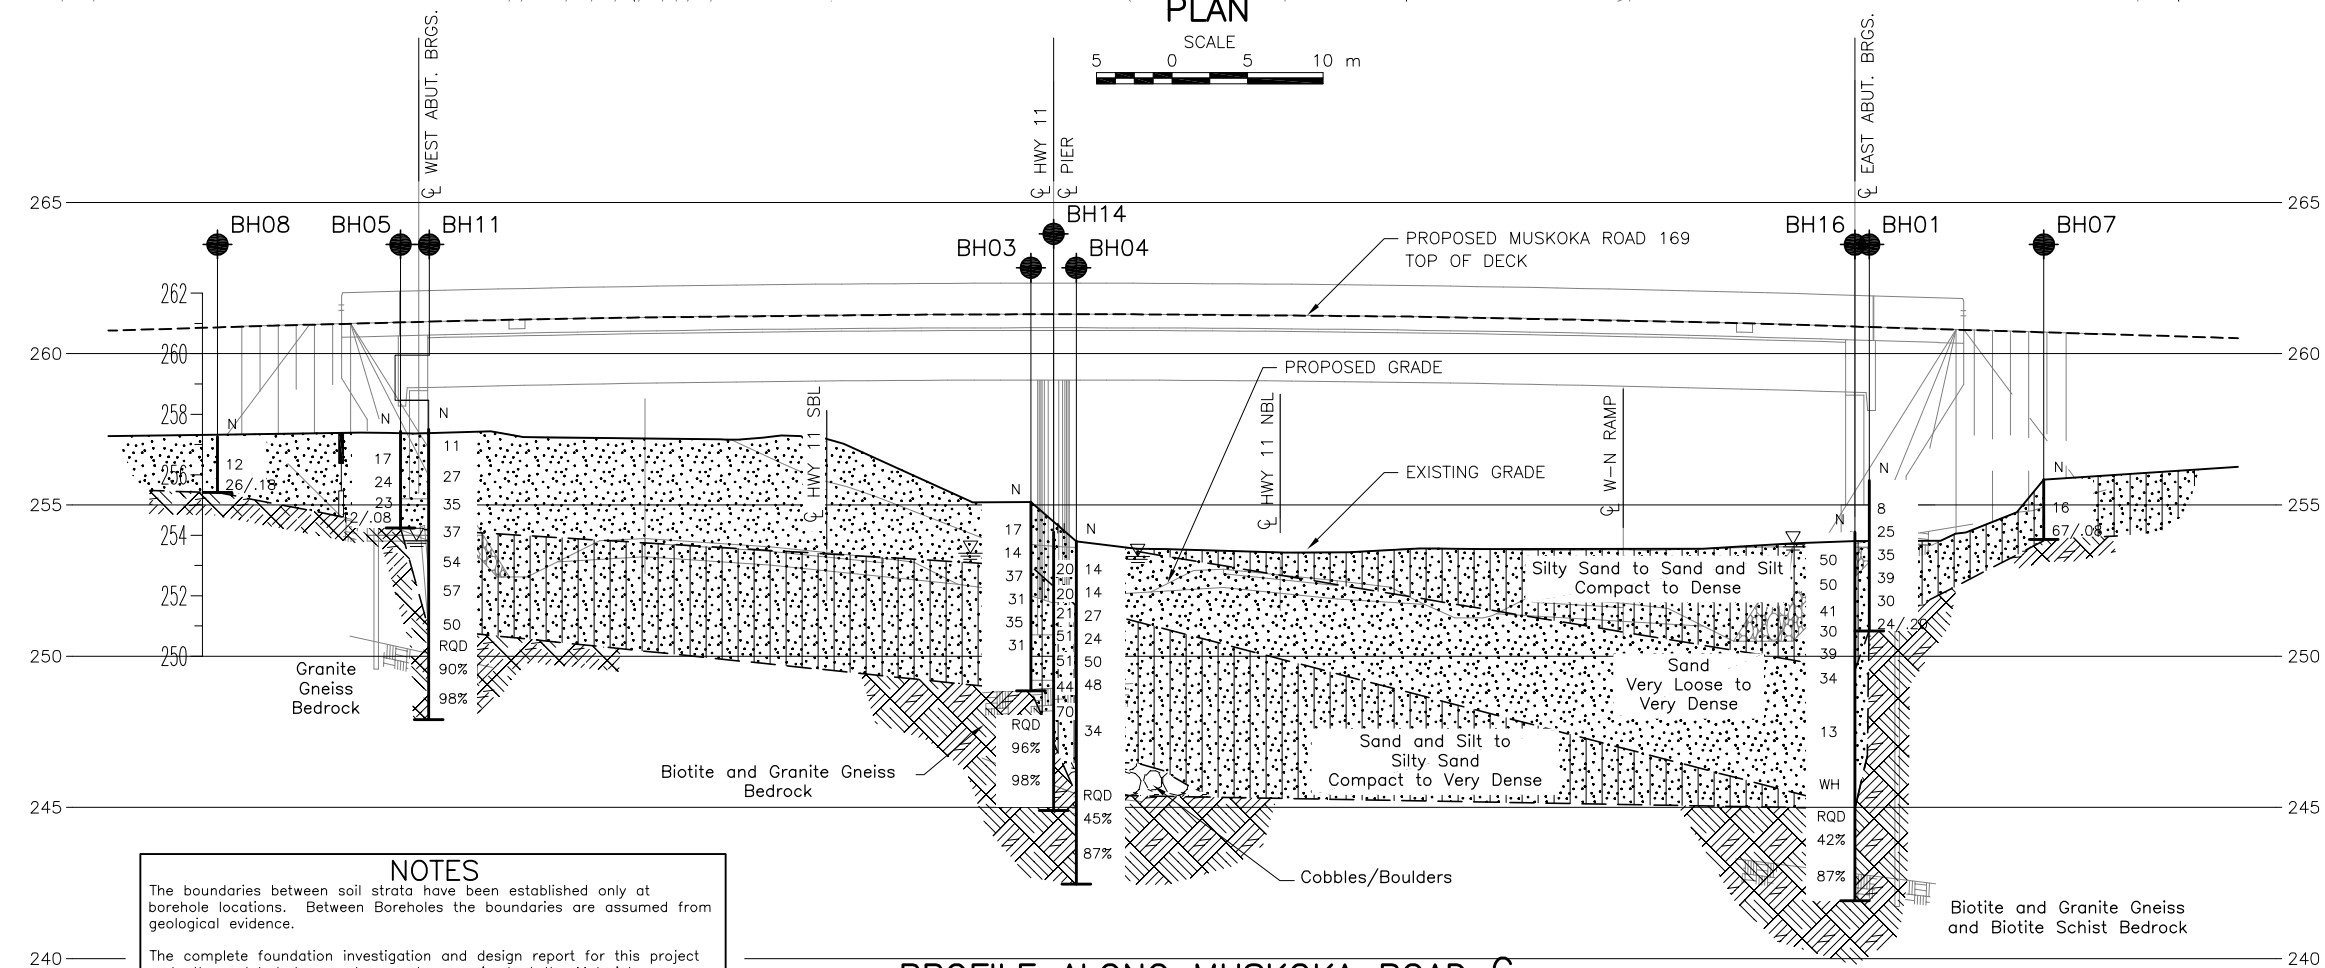 PLAN
SCALE
5 0 5 10 m
℄ WEST ABUT. BRGS.
℄ HWY 11
℄ PIER
℄ EAST ABUT. BRGS.
265 265
BH08 BH05 BH11
BH14
BH03 BH04
BH16 BH01 BH07
PROPOSED MUSKOKA ROAD 169
TOP OF DECK
262
260
258
256
254
252
250
260 260
PROPOSED GRADE
EXISTING GRADE
℄ HWY 11 SBL
℄ HWY 11 NBL
℄ W-N RAMP
255 255
N
12
26/.18
N
17
24
23
2/.08
N
11
27
35
37
54
57
50
RQD
90%
98%
N
17
14
37
31
35
31
RQD
96%
98%
20
20
21
51
51
44
70
N
14
14
27
24
50
48
34
RQD
45%
87%
N
50
50
41
30
39
34
13
WH
RQD
42%
87%
N
8
25
35
39
30
24/.20
N
16
67/.08
Silty Sand to Sand and Silt
Compact to Dense
250 250
Granite
Gneiss
Bedrock
Sand
Very Loose to
Very Dense
Sand and Silt to
Silty Sand
Compact to Very Dense
Biotite and Granite Gneiss
Bedrock
245 245
Cobbles/Boulders
Biotite and Granite Gneiss
and Biotite Schist Bedrock
NOTES
The boundaries between soil strata have been established only at
borehole locations. Between Boreholes the boundaries are assumed from
geological evidence.
The complete foundation investigation and design report for this project
240 240
PROFILE ALONG MUSKOKA ROAD ℄